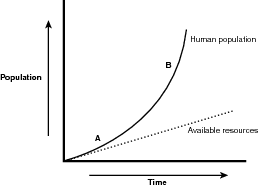 Human population
B
Population
A
Available resources
Time